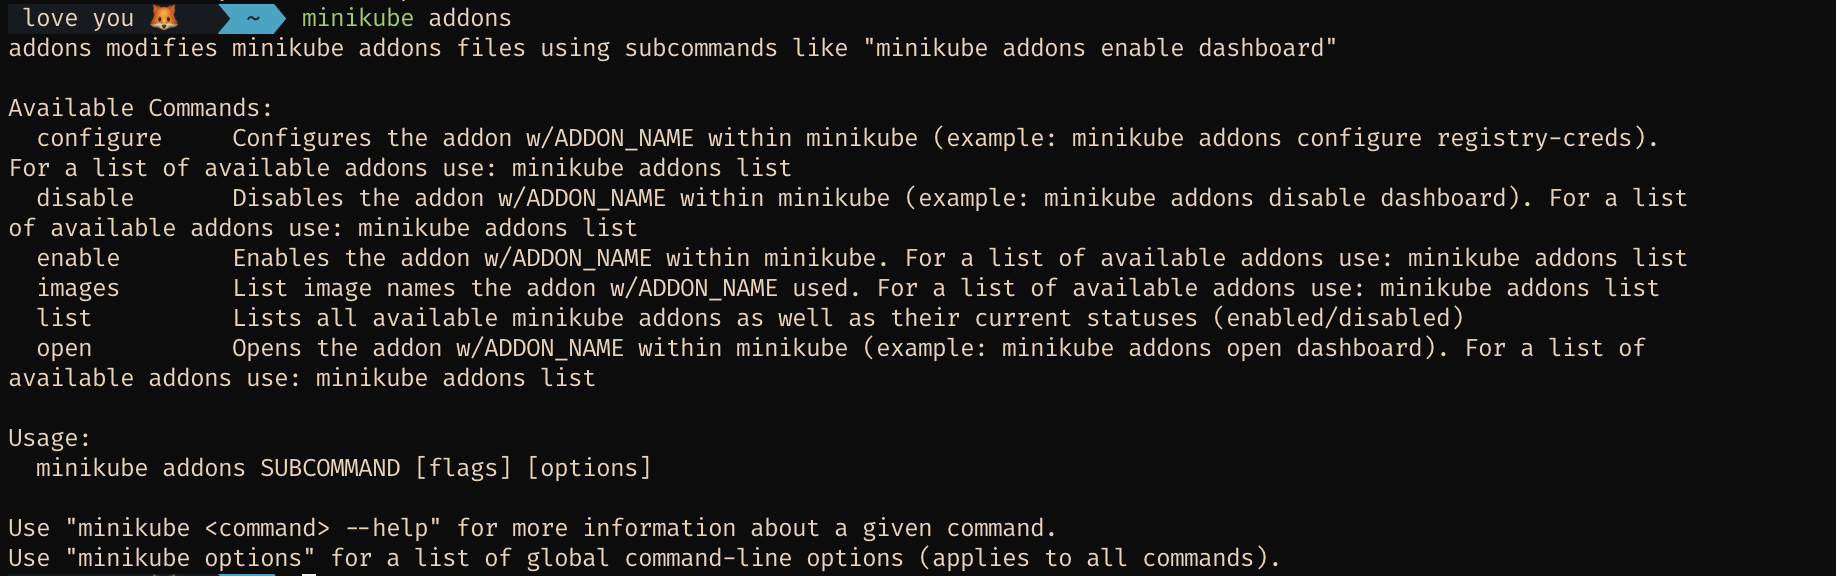 love you 🦊 ~ minikube addons
addons modifies minikube addons files using subcommands like "minikube addons enable dashboard"
Available Commands:
configure Configures the addon w/ADDON_NAME within minikube (example: minikube addons configure registry-creds).
For a list of available addons use: minikube addons list
disable Disables the addon w/ADDON_NAME within minikube (example: minikube addons disable dashboard). For a list
of available addons use: minikube addons list
enable Enables the addon w/ADDON_NAME within minikube. For a list of available addons use: minikube addons list
images List image names the addon w/ADDON_NAME used. For a list of available addons use: minikube addons list
list Lists all available minikube addons as well as their current statuses (enabled/disabled)
open Opens the addon w/ADDON_NAME within minikube (example: minikube addons open dashboard). For a list of
available addons use: minikube addons list
Usage:
minikube addons SUBCOMMAND [flags] [options]
Use "minikube <command> --help" for more information about a given command.
Use "minikube options" for a list of global command-line options (applies to all commands).